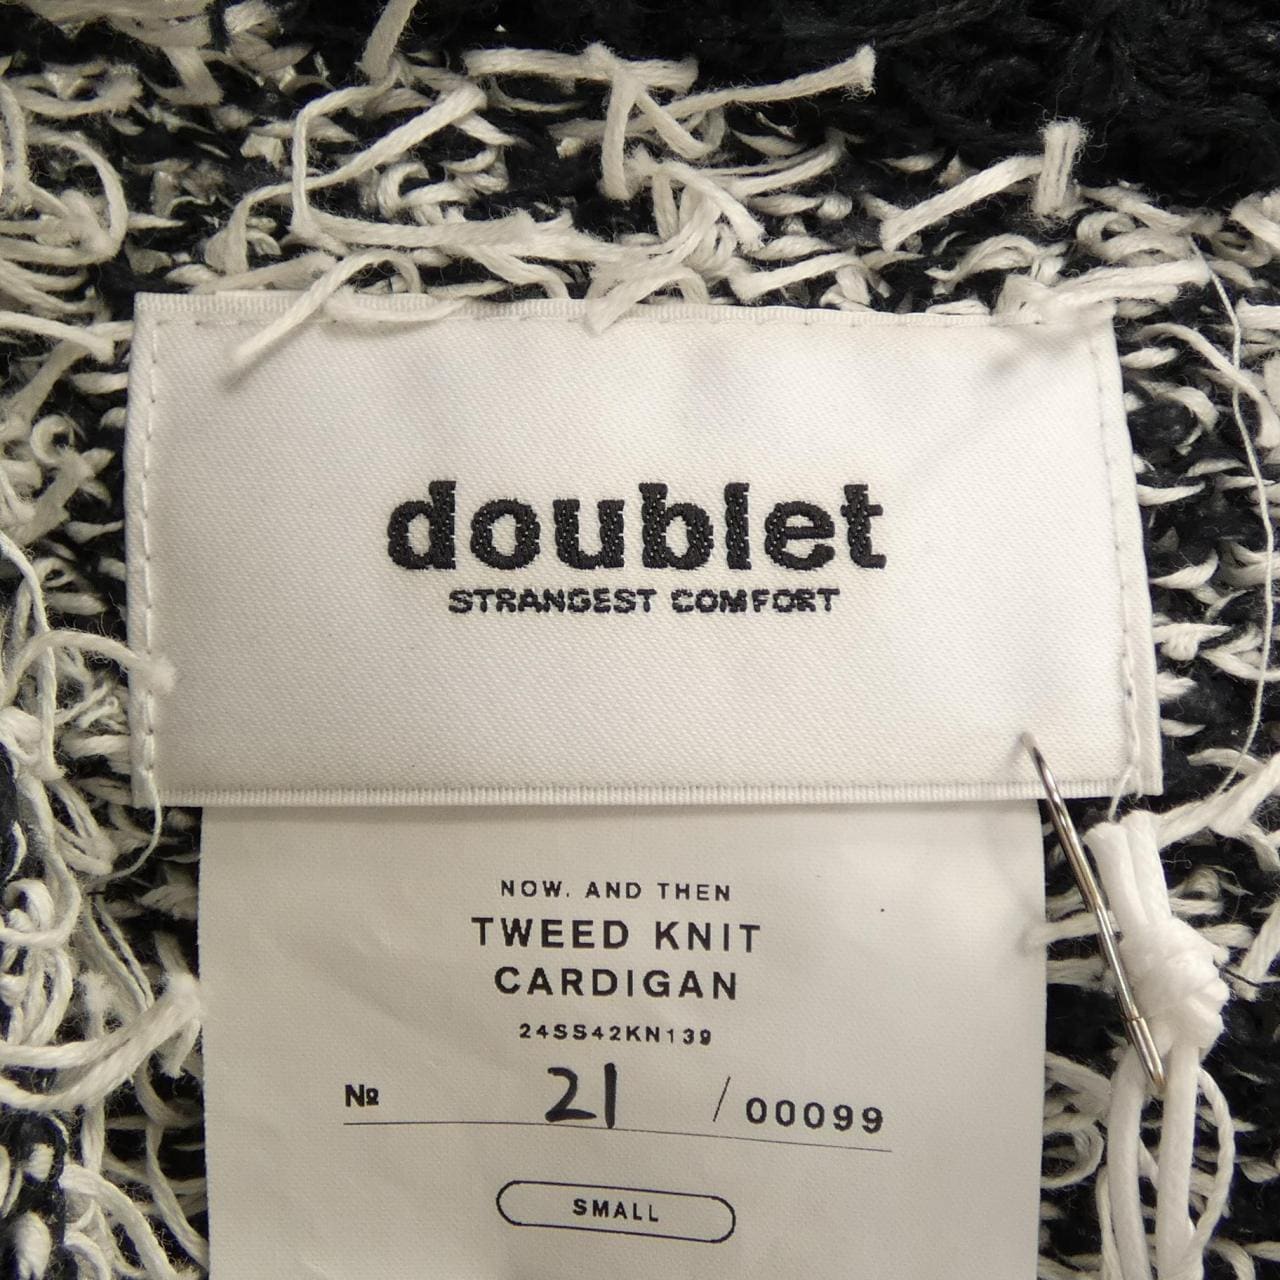 doublet
STRANGEST COMFORT
NOW, AND THEN
TWEED KNIT
CARDIGAN
24SS42KN139
№ 21 / 00099
SMALL